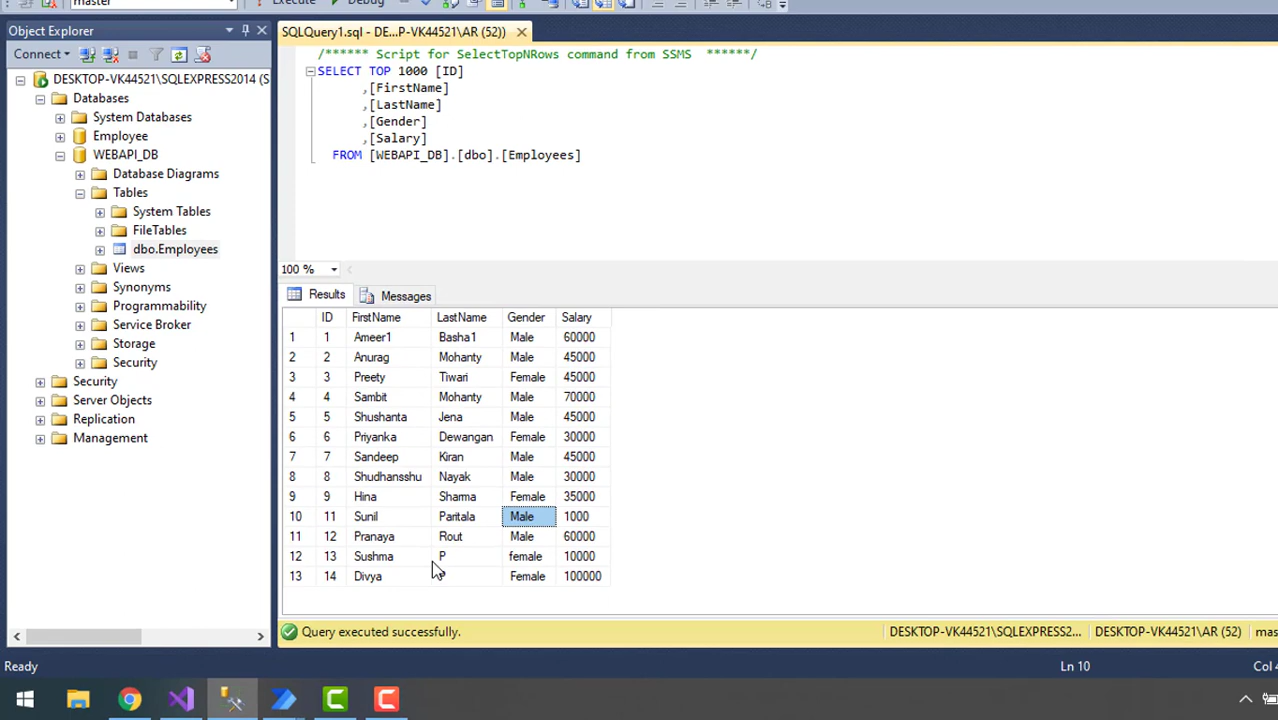 master
Execute
Debug
Object Explorer
Connect
DESKTOP-VK44521\SQLEXPRESS2014 (S
Databases
System Databases
Employee
WEBAPI_DB
Database Diagrams
Tables
System Tables
FileTables
dbo.Employees
Views
Synonyms
Programmability
Service Broker
Storage
Security
Security
Server Objects
Replication
Management
SQLQuery1.sql - DE...P-VK44521\AR (52))
/****** Script for SelectTopNRows command from SSMS ******/
SELECT TOP 1000 [ID]
,[FirstName]
,[LastName]
,[Gender]
,[Salary]
FROM [WEBAPI_DB].[dbo].[Employees]
100 %
Results Messages
ID FirstName LastName Gender Salary
1 1 Ameer1 Basha1 Male 60000
2 2 Anurag Mohanty Male 45000
3 3 Preety Tiwari Female 45000
4 4 Sambit Mohanty Male 70000
5 5 Shushanta Jena Male 45000
6 6 Priyanka Dewangan Female 30000
7 7 Sandeep Kiran Male 45000
8 8 Shudhansshu Nayak Male 30000
9 9 Hina Sharma Female 35000
10 11 Sunil Paritala Male 1000
11 12 Pranaya Rout Male 60000
12 13 Sushma P female 10000
13 14 Divya Female 100000
Query executed successfully.
DESKTOP-VK44521\SQLEXPRESS2... DESKTOP-VK44521\AR (52) mas
Ready
Ln 10
Col 4